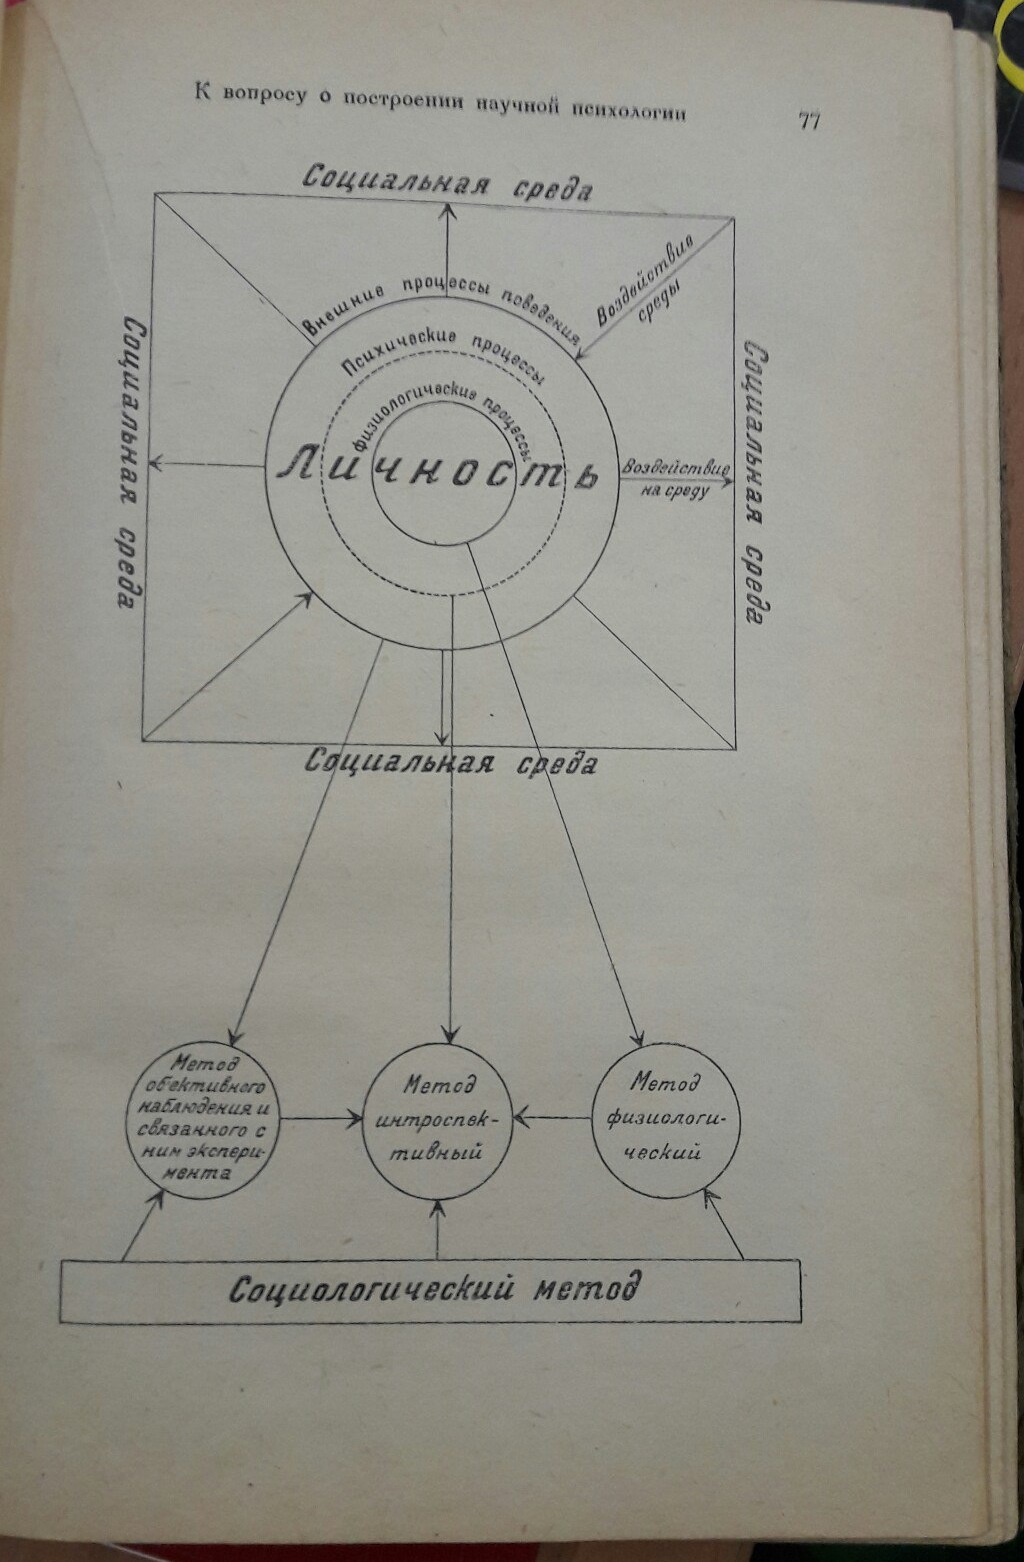 К вопросу о построении научной психологии
77
Социальная среда
Воздействие
среды
Внешние процессы поведения
Психические процессы
физиологические процессы
Социальная среда
Личность
Воздействие
на среду
Социальная среда
Социальная среда
Метод
обективного
наблюдения и
связанного с
ним экспери-
мента
Метод
интроспек-
тивный
Метод
физиологи-
ческий
Социологический метод